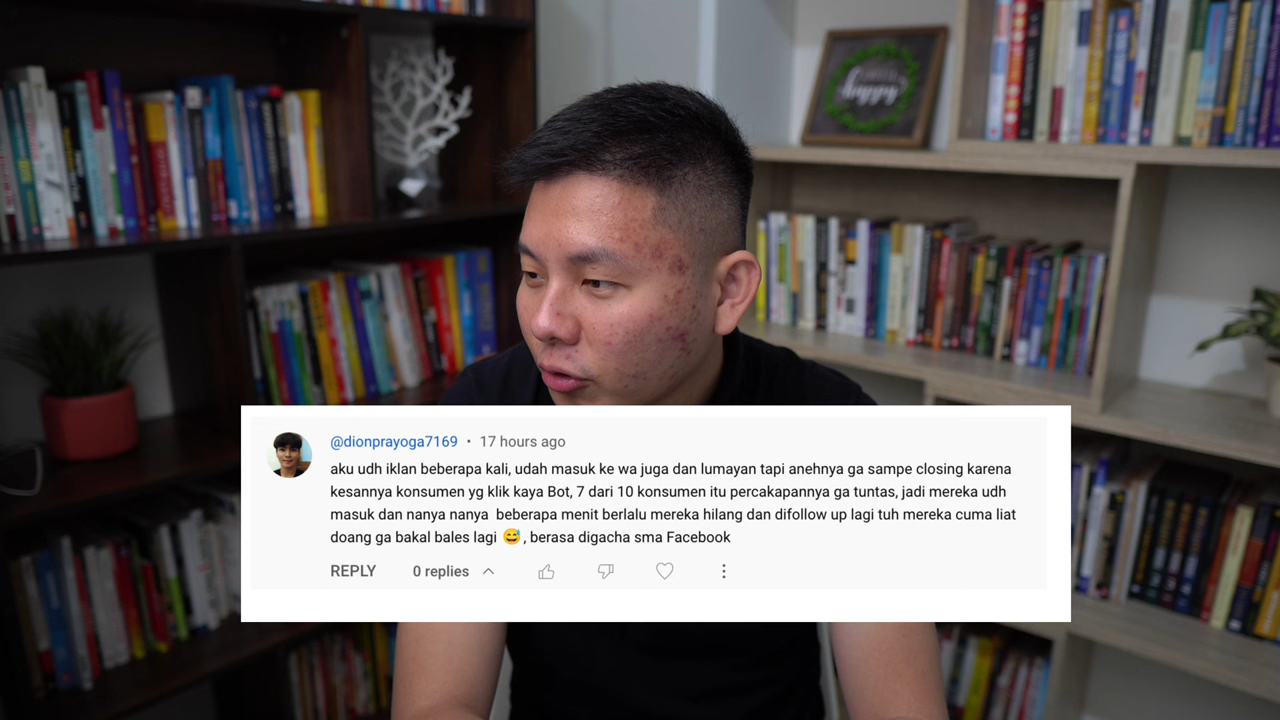 happy
@dionprayoga7169 • 17 hours ago
aku udh iklan beberapa kali, udah masuk ke wa juga dan lumayan tapi anehnya ga sampe closing karena
kesannya konsumen yg klik kaya Bot, 7 dari 10 konsumen itu percakapannya ga tuntas, jadi mereka udh
masuk dan nanya nanya beberapa menit berlalu mereka hilang dan difollow up lagi tuh mereka cuma liat
doang ga bakal bales lagi 😅, berasa digacha sma Facebook
REPLY 0 replies